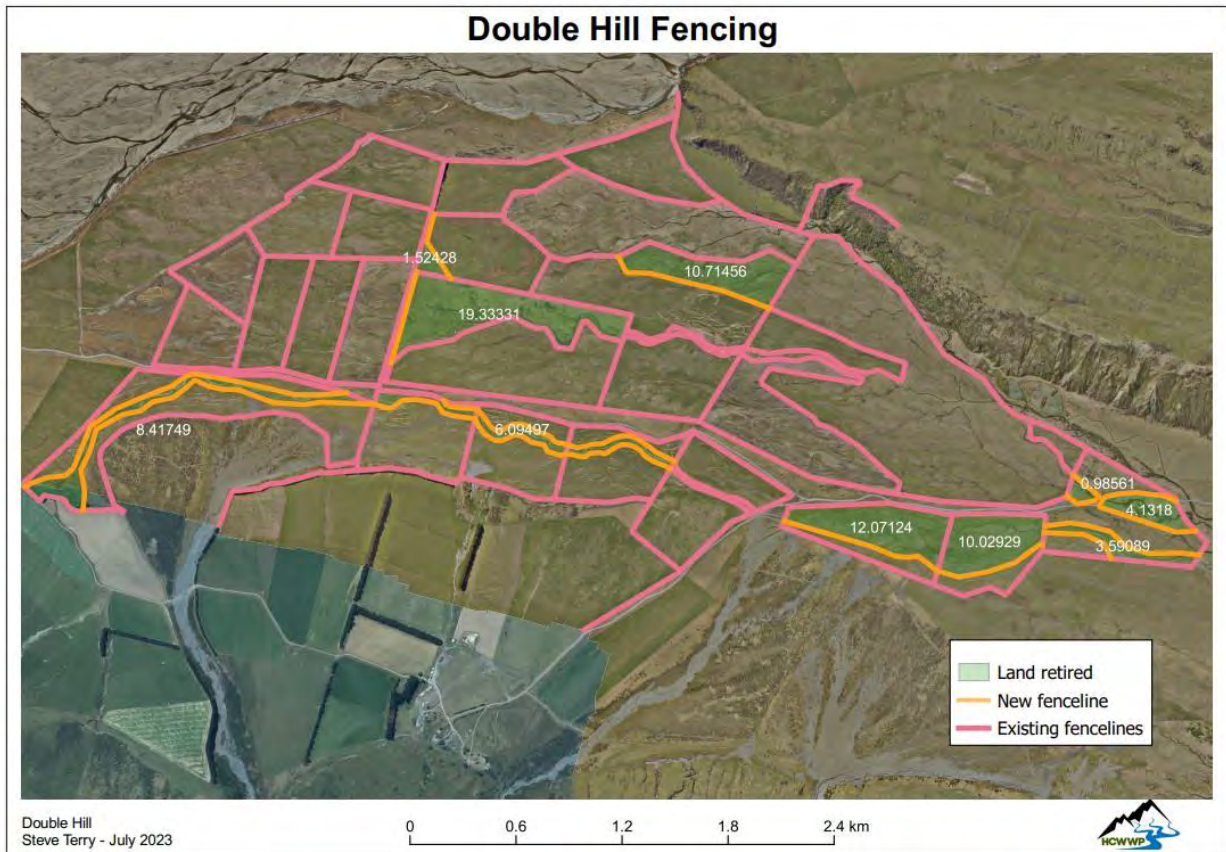 Double Hill Fencing
1.52428
10.71456
19.33331
8.41749
6.09497
0.98561
4.1318
12.07124
10.02929
3.59089
Land retired
New fenceline
Existing fencelines
Double Hill
Steve Terry - July 2023
0 0.6 1.2 1.8 2.4 km
HCWWP